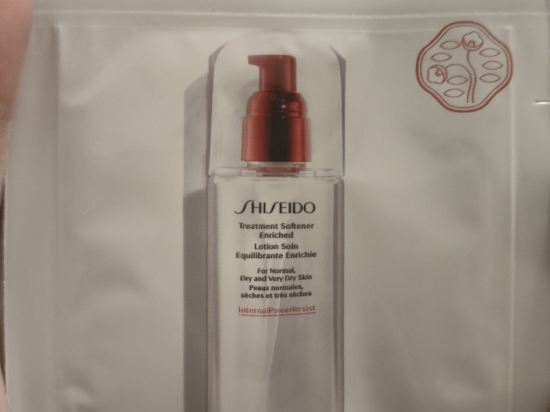 SHISEIDO
Treatment Softener
Enriched
Lotion Soin
Equilibrante Enrichie
For Normal,
Dry and Very Dry Skin
Peaux normales,
sèches et très sèches
InternalPowerResist